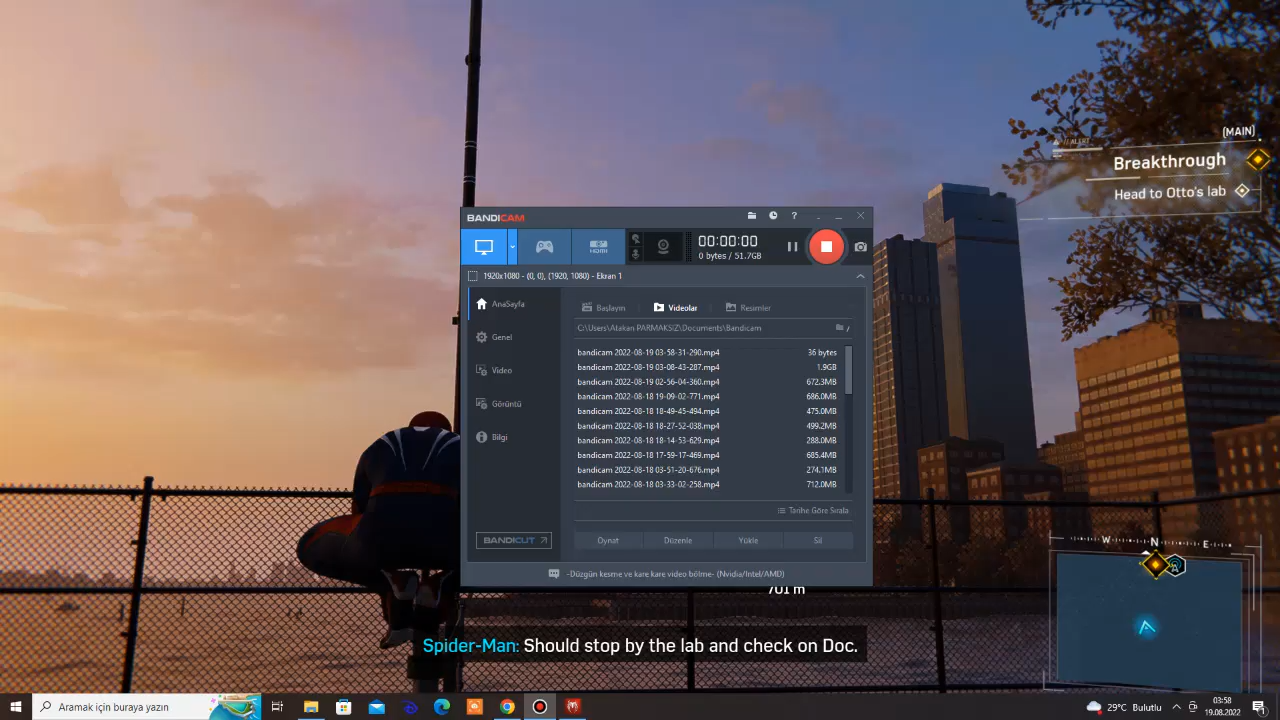 (MAIN)
ALERT
Breakthrough
Head to Otto's lab
BANDICAM
HDMI
00:00:00
0 bytes / 51.7GB
1920x1080 - (0, 0), (1920, 1080) - Ekran 1
AnaSayfa
Genel
Video
Görüntü
Bilgi
BANDICUT
Başlayın
Videolar
Resimler
C:\Users\Atakan PARMAKSIZ\Documents\Bandicam
bandicam 2022-08-19 03-58-31-290.mp4 36 bytes
bandicam 2022-08-19 03-08-43-287.mp4 1.9GB
bandicam 2022-08-19 02-56-04-360.mp4 672.3MB
bandicam 2022-08-18 19-09-02-771.mp4 686.0MB
bandicam 2022-08-18 18-49-45-494.mp4 475.0MB
bandicam 2022-08-18 18-27-52-038.mp4 499.2MB
bandicam 2022-08-18 18-14-53-629.mp4 288.0MB
bandicam 2022-08-18 17-59-17-469.mp4 685.4MB
bandicam 2022-08-18 03-51-20-676.mp4 274.1MB
bandicam 2022-08-18 03-33-02-258.mp4 712.0MB
Tarihe Göre Sırala
Oynat Düzenle Yükle Sil
-Düzgün kesme ve kare kare video bölme- (Nvidia/Intel/AMD)
701 m
W N E
Spider-Man: Should stop by the lab and check on Doc.
Aramak için buraya yazın
29°C Bulutlu
03:58
19.08.2022
1